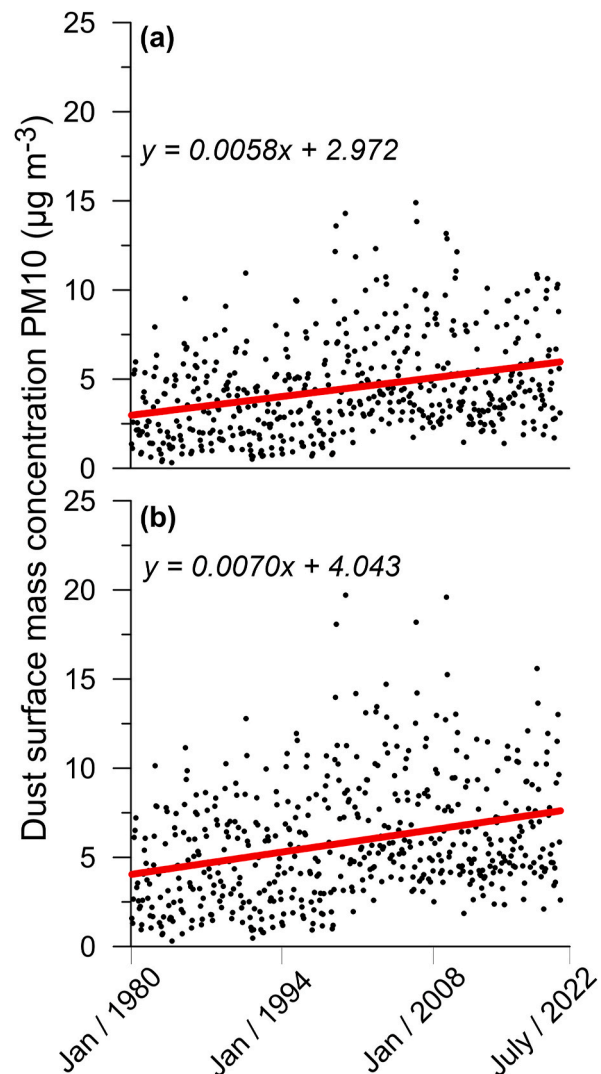 Dust surface mass concentration PM10 (µg m⁻³)
(a)
y = 0.0058x + 2.972
25
20
15
10
5
0
(b)
y = 0.0070x + 4.043
25
20
15
10
5
0
Jan / 1980
Jan / 1994
Jan / 2008
July / 2022